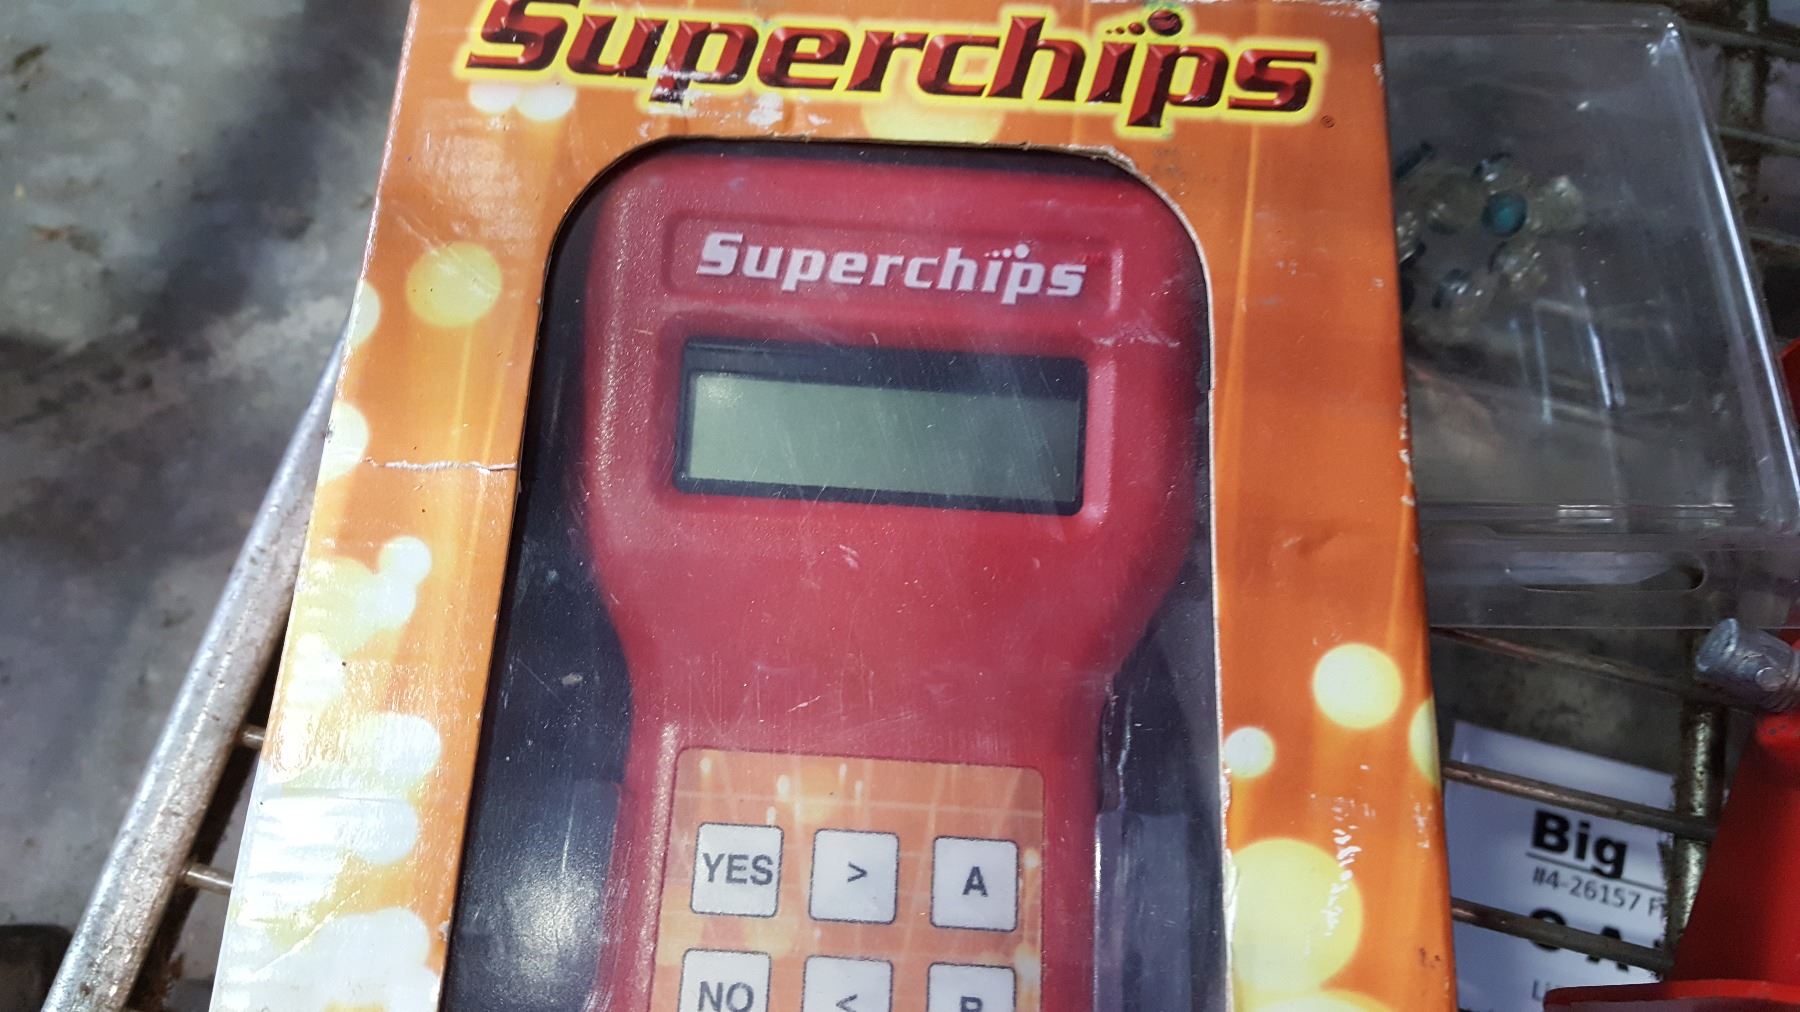 Superchips
®
Superchips
YES > A
NO <
Big
#4-26157